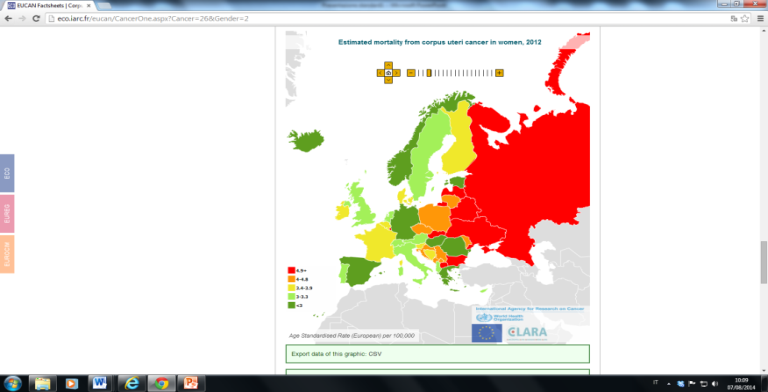 EUCAN Factsheets | Corp
eco.iarc.fr/eucan/CancerOne.aspx?Cancer=26&Gender=2
Estimated mortality from corpus uteri cancer in women, 2012
ECO
EUREG
EUROCIM
4.9+
4-4.8
3.4-3.9
3-3.3
<3
International Agency for Research on Cancer
World Health
Organization
CLARA
Age Standardised Rate (European) per 100,000
Export data of this graphic: CSV
IT
10:09
07/08/2014